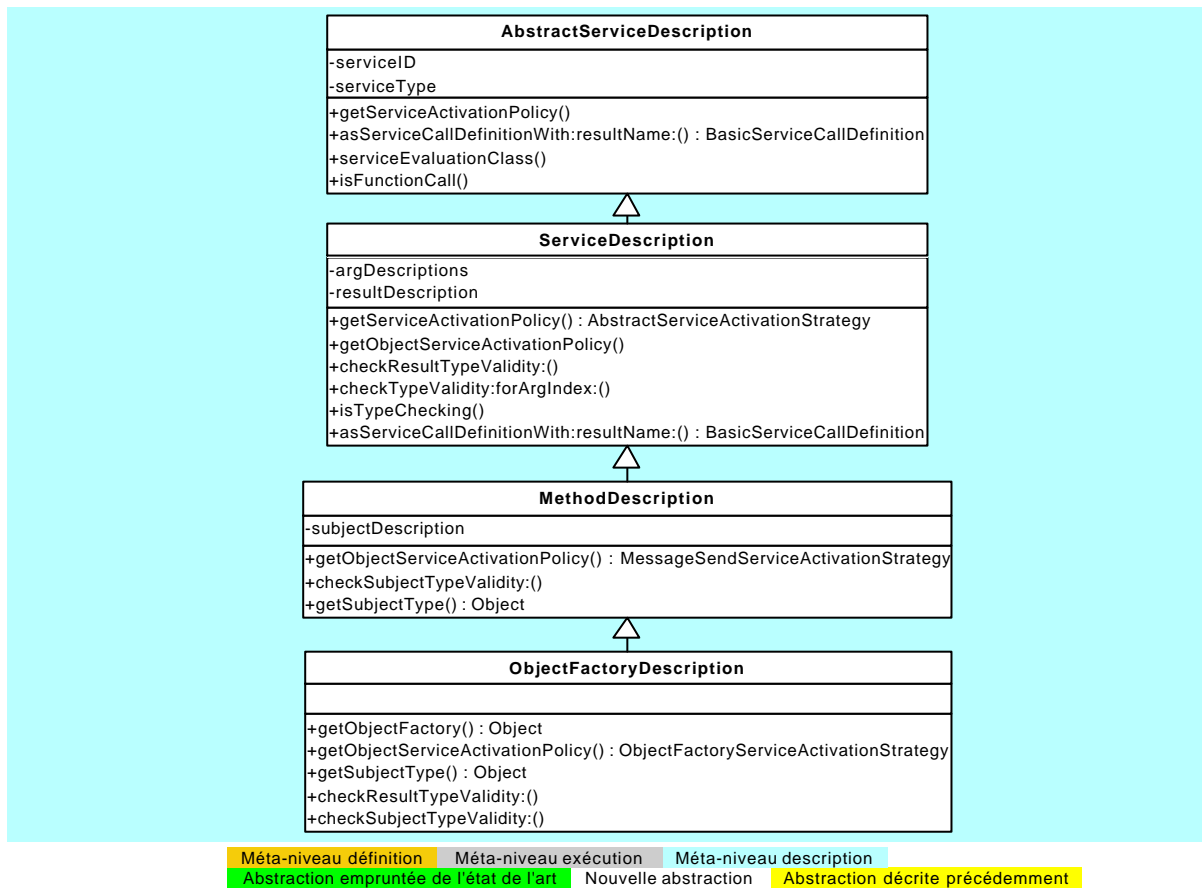 AbstractServiceDescription
-serviceID
-serviceType
+getServiceActivationPolicy()
+asServiceCallDefinitionWith:resultName:() : BasicServiceCallDefinition
+serviceEvaluationClass()
+isFunctionCall()
ServiceDescription
-argDescriptions
-resultDescription
+getServiceActivationPolicy() : AbstractServiceActivationStrategy
+getObjectServiceActivationPolicy()
+checkResultTypeValidity:()
+checkTypeValidity:forArgIndex:()
+isTypeChecking()
+asServiceCallDefinitionWith:resultName:() : BasicServiceCallDefinition
MethodDescription
-subjectDescription
+getObjectServiceActivationPolicy() : MessageSendServiceActivationStrategy
+checkSubjectTypeValidity:()
+getSubjectType() : Object
ObjectFactoryDescription
+getObjectFactory() : Object
+getObjectServiceActivationPolicy() : ObjectFactoryServiceActivationStrategy
+getSubjectType() : Object
+checkResultTypeValidity:()
+checkSubjectTypeValidity:()
Méta-niveau définition Méta-niveau exécution Méta-niveau description
Abstraction empruntée de l'état de l'art Nouvelle abstraction Abstraction décrite précédemment